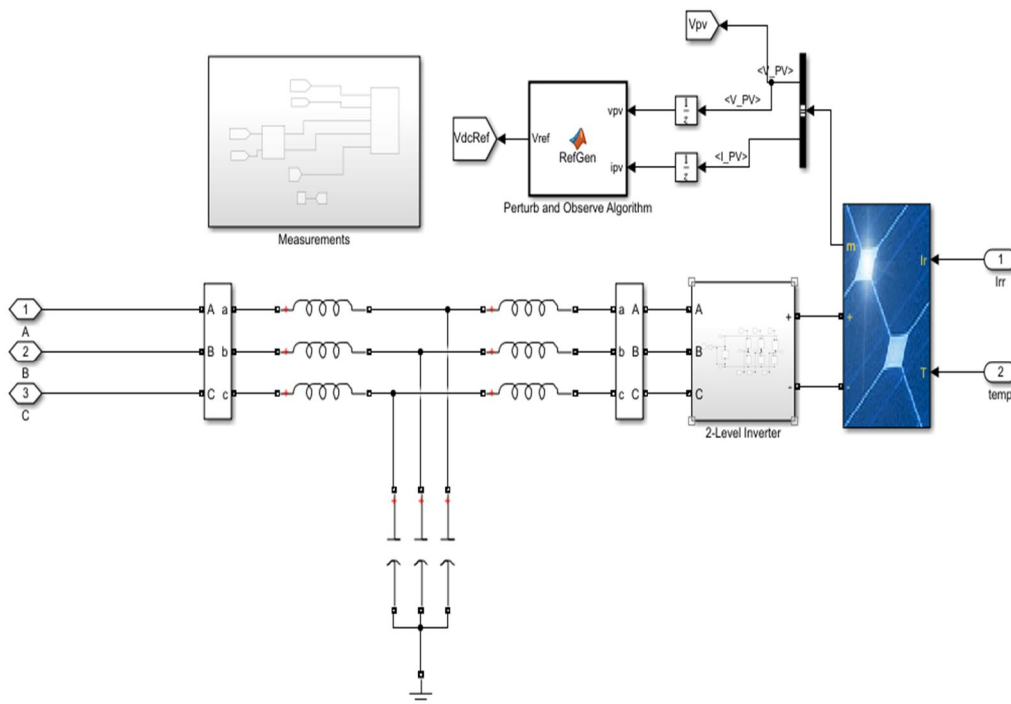 Vpv
<V_PV>
<V_PV>
<I_PV>
1
z
1
z
vpv
ipv
Vref
RefGen
VdcRef
Perturb and Observe Algorithm
Measurements
m
+
-
Ir
T
1
Irr
2
temp
1
A
2
B
3
C
A a
B b
C c
+
+
+
+
+
+
a A
b B
c C
A
B
C
+
-
2-Level Inverter
+
+
+